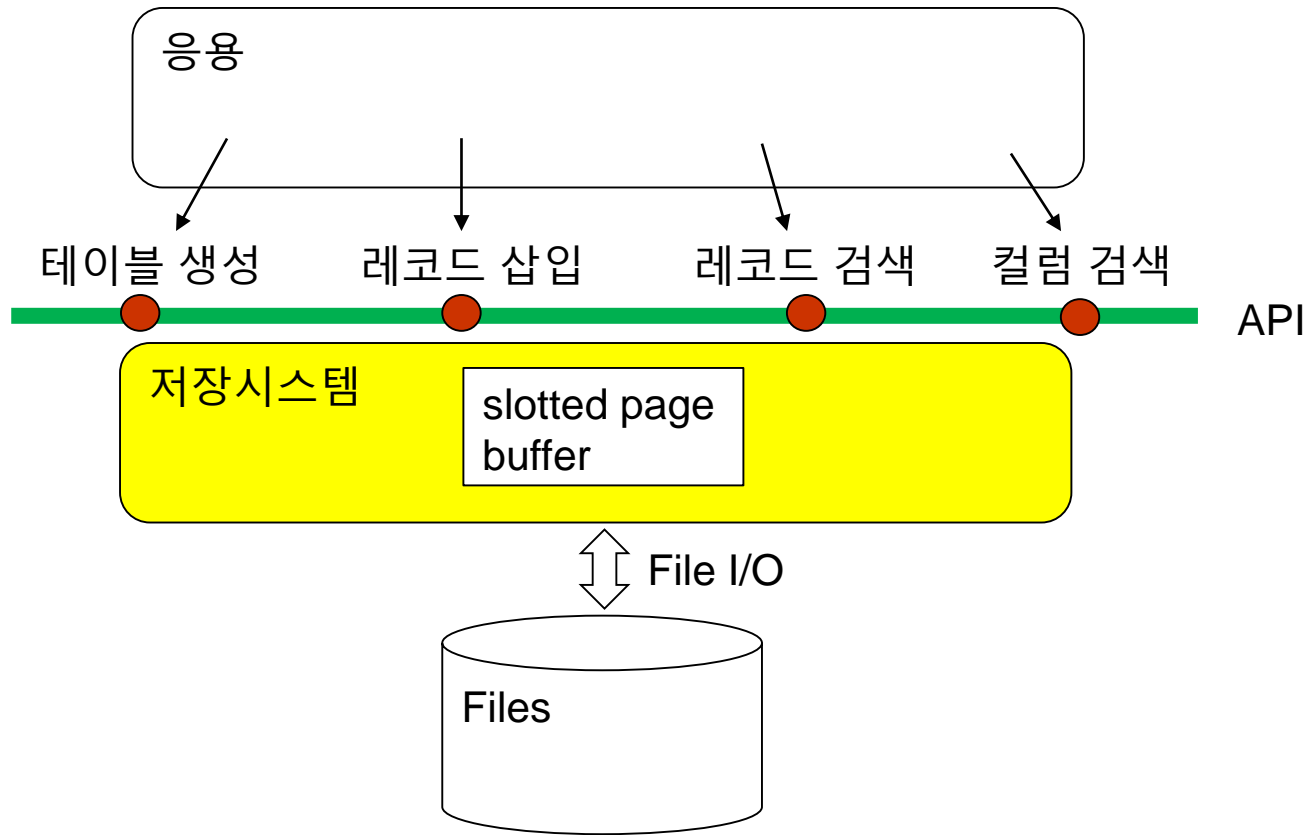 응용
테이블 생성
레코드 삽입
레코드 검색
컬럼 검색
API
저장시스템
slotted page
buffer
File I/O
Files